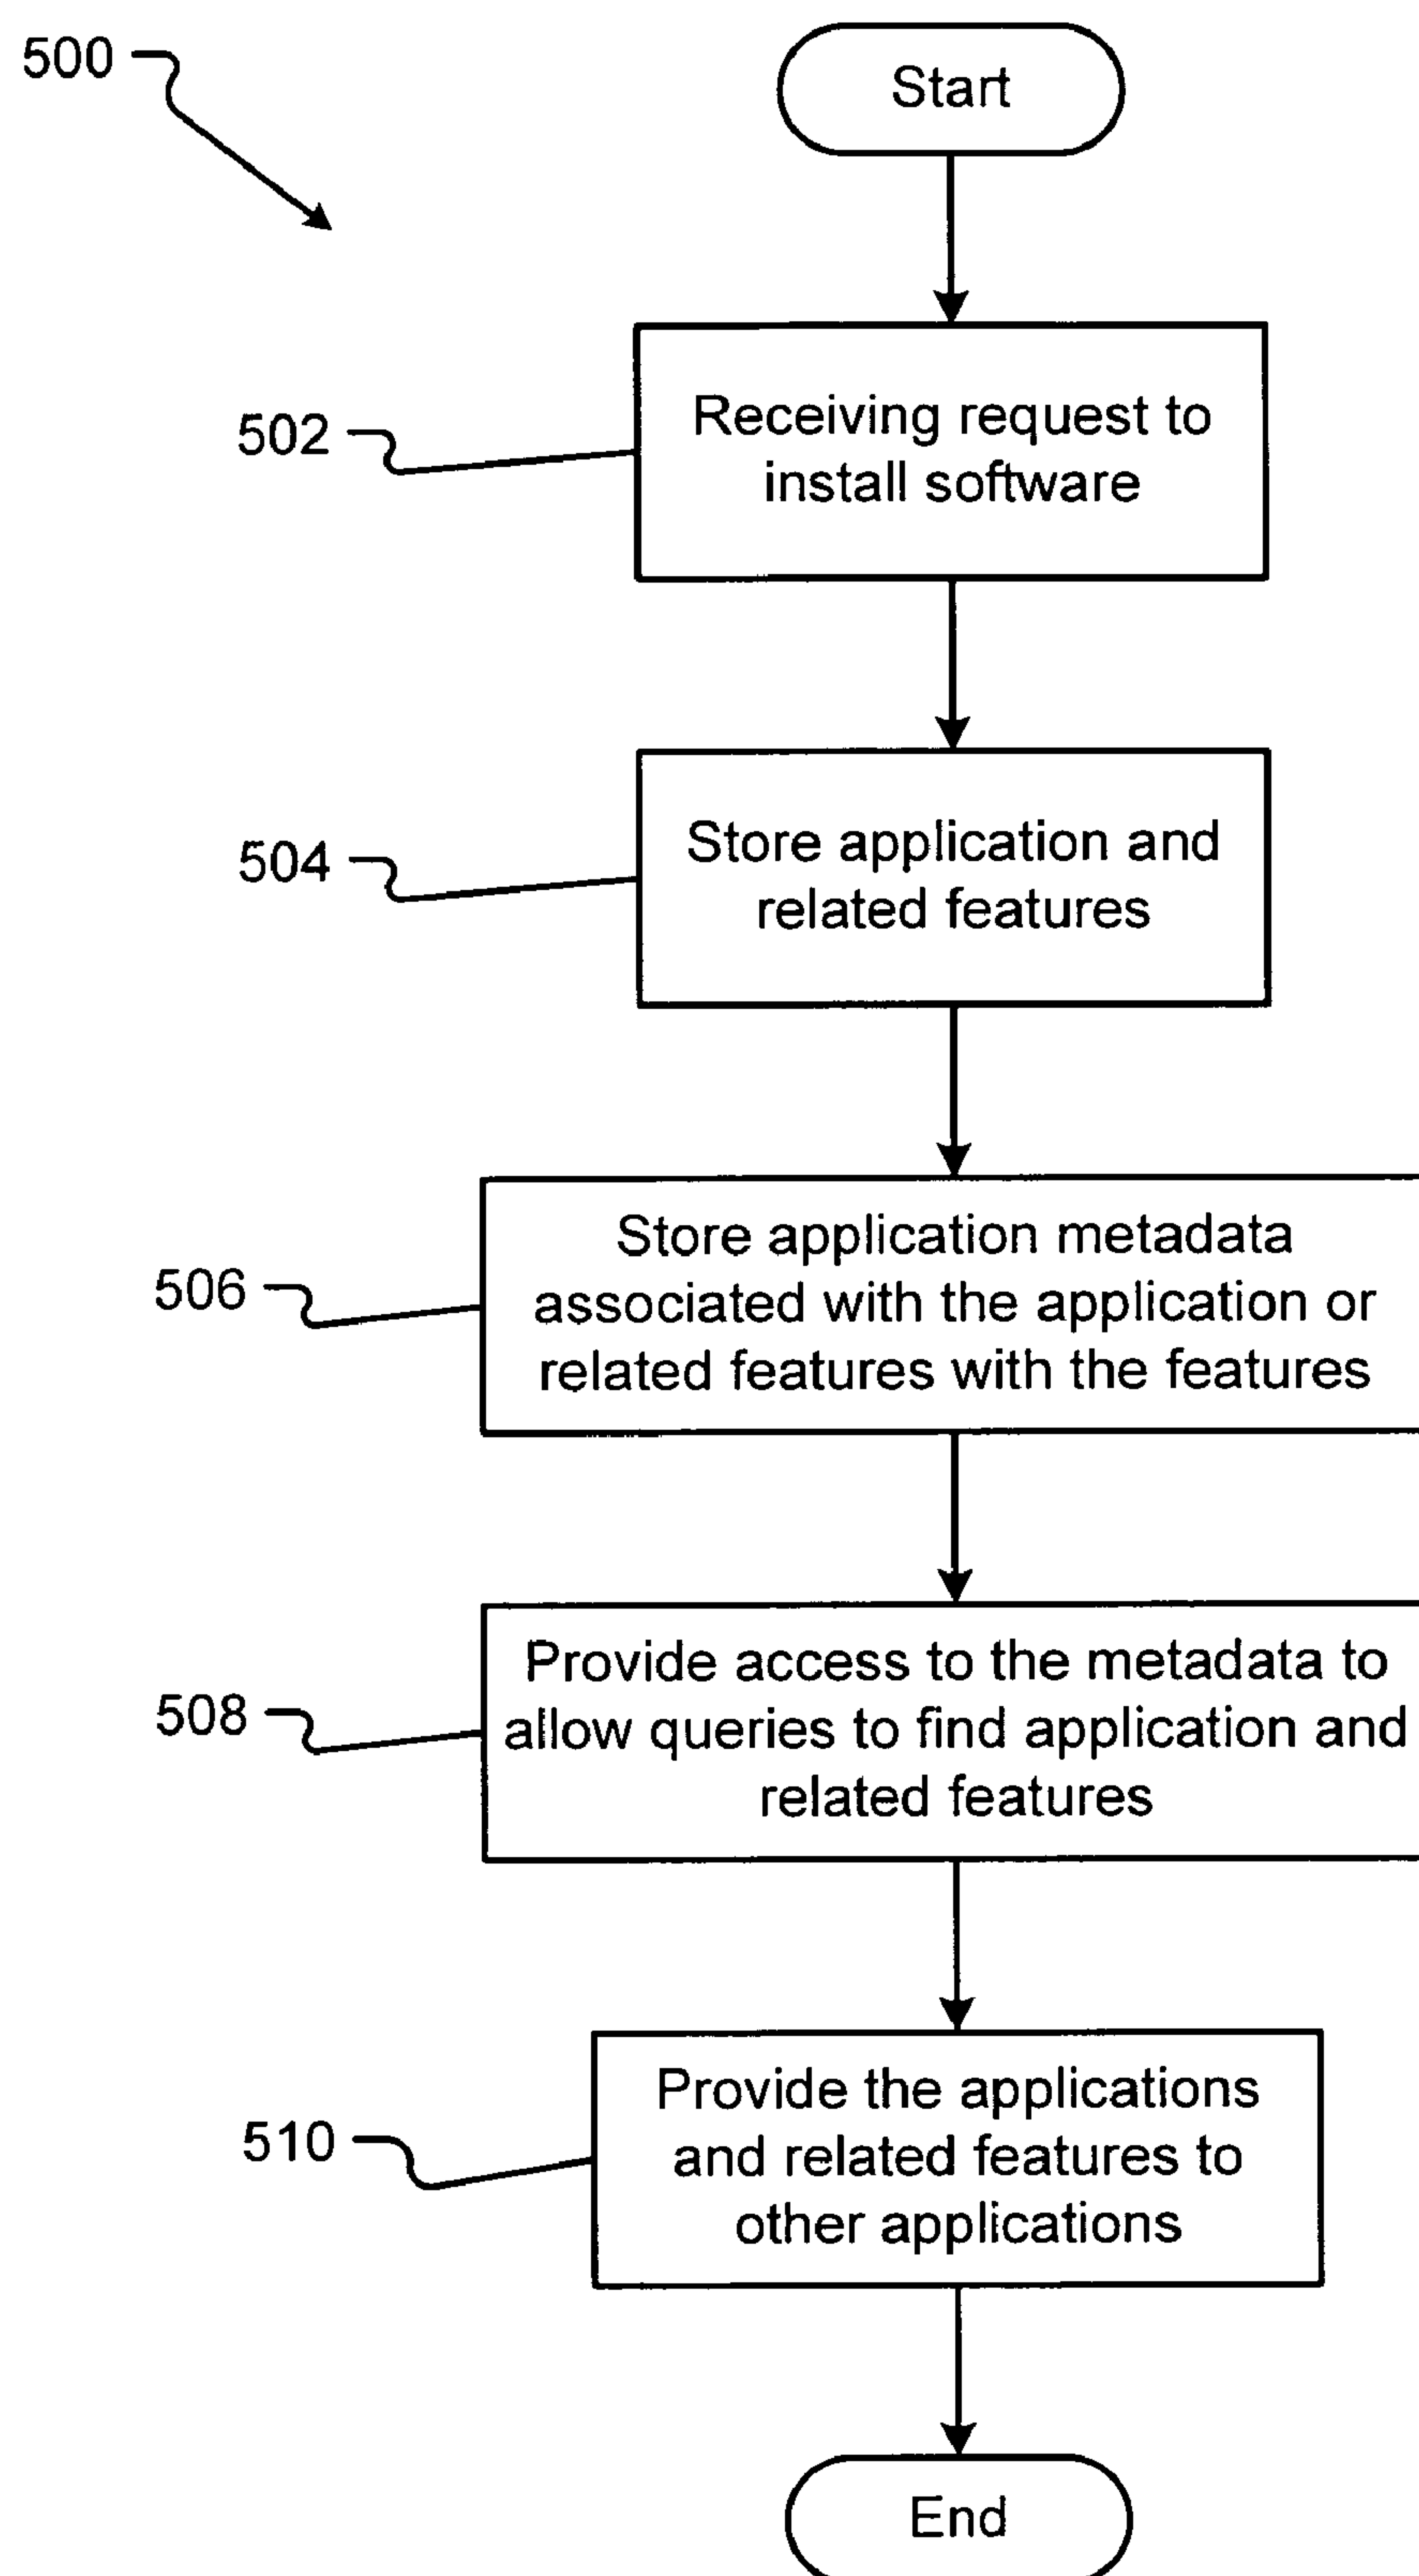 500
Start
502
Receiving request to
install software
504
Store application and
related features
506
Store application metadata
associated with the application or
related features with the features
508
Provide access to the metadata to
allow queries to find application and
related features
510
Provide the applications
and related features to
other applications
End